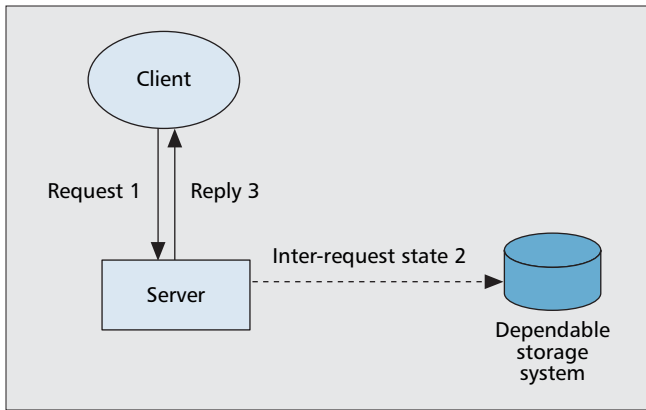 Client
Request 1
Reply 3
Inter-request state 2
Server
Dependable
storage
system